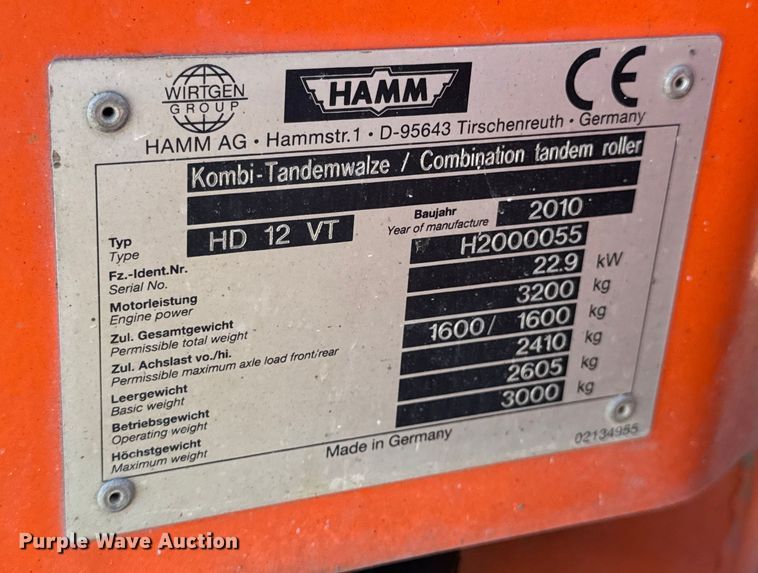 WIRTGEN
GROUP
HAMM
CE
HAMM AG • Hammstr.1 • D-95643 Tirschenreuth • Germany
Kombi-Tandemwalze / Combination tandem roller
Typ
Type
HD 12 VT
Baujahr
Year of manufacture
2010
Fz.-Ident.Nr.
Serial No.
H2000055
Motorleistung
Engine power
22.9 kW
Zul. Gesamtgewicht
Permissible total weight
3200 kg
Zul. Achslast vo./hi.
Permissible maximum axle load front/rear
1600/ 1600 kg
Leergewicht
Basic weight
2410 kg
Betriebsgewicht
Operating weight
2605 kg
Höchstgewicht
Maximum weight
3000 kg
Made in Germany
02134955
Purple Wave Auction